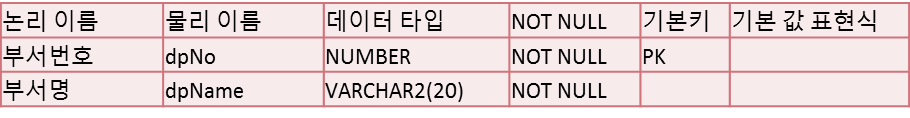 논리 이름 물리 이름 데이터 타입 NOT NULL 기본키 기본 값 표현식
부서번호 dpNo NUMBER NOT NULL PK
부서명 dpName VARCHAR2(20) NOT NULL